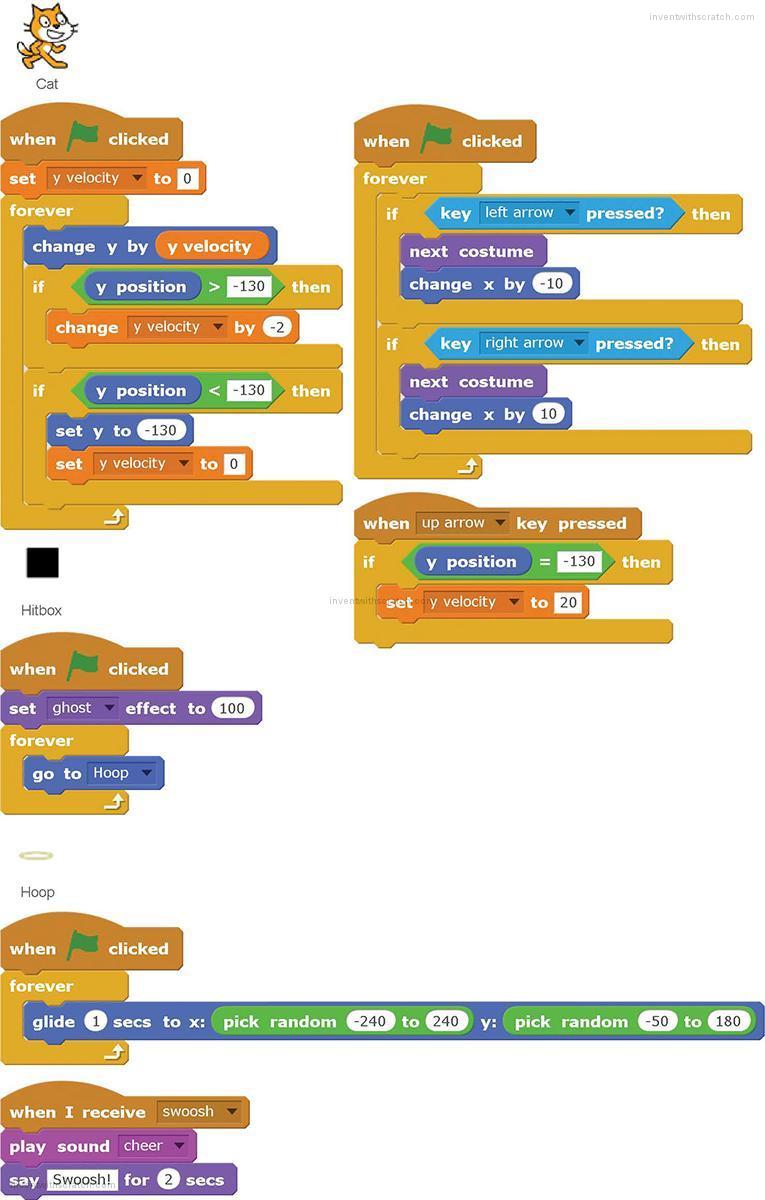 inventwithscratch.com
Cat
when clicked
set y velocity to 0
forever
change y by y velocity
if y position > -130 then
change y velocity by -2
if y position < -130 then
set y to -130
set y velocity to 0
when clicked
forever
if key left arrow pressed? then
next costume
change x by -10
if key right arrow pressed? then
next costume
change x by 10
when up arrow key pressed
if y position = -130 then
set y velocity to 20
Hitbox
when clicked
set ghost effect to 100
forever
go to Hoop
Hoop
when clicked
forever
glide 1 secs to x: pick random -240 to 240 y: pick random -50 to 180
when I receive swoosh
play sound cheer
say Swoosh! for 2 secs